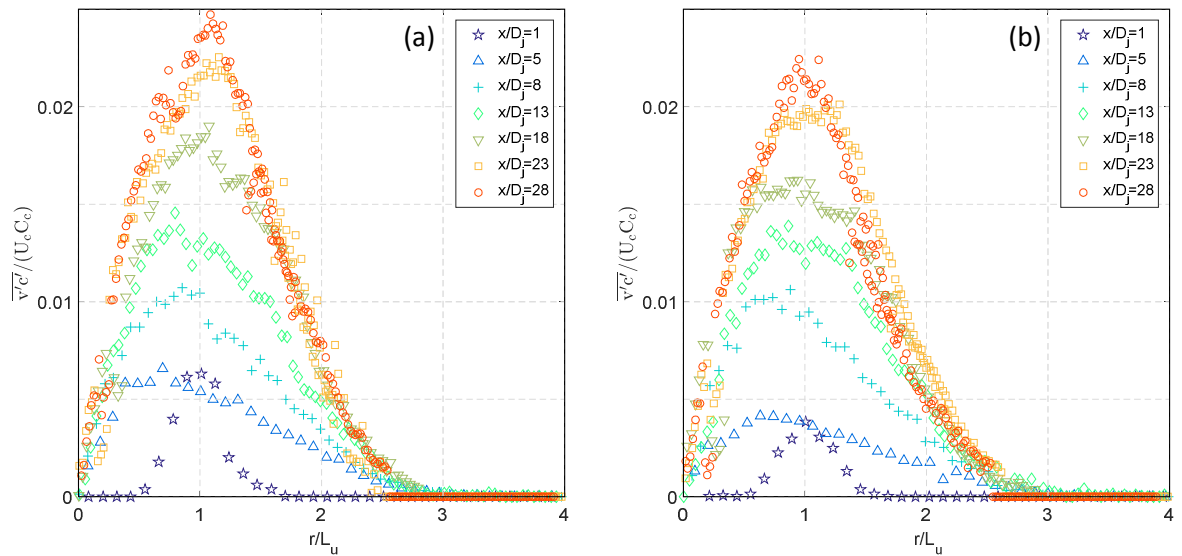 (a)
x/D_j=1
x/D_j=5
x/D_j=8
x/D_j=13
x/D_j=18
x/D_j=23
x/D_j=28
0.02
0.01
0
v'c'/(U_cC_c)
0 1 2 3 4
r/L_u
(b)
x/D_j=1
x/D_j=5
x/D_j=8
x/D_j=13
x/D_j=18
x/D_j=23
x/D_j=28
0.02
0.01
0
v'c'/(U_cC_c)
0 1 2 3 4
r/L_u